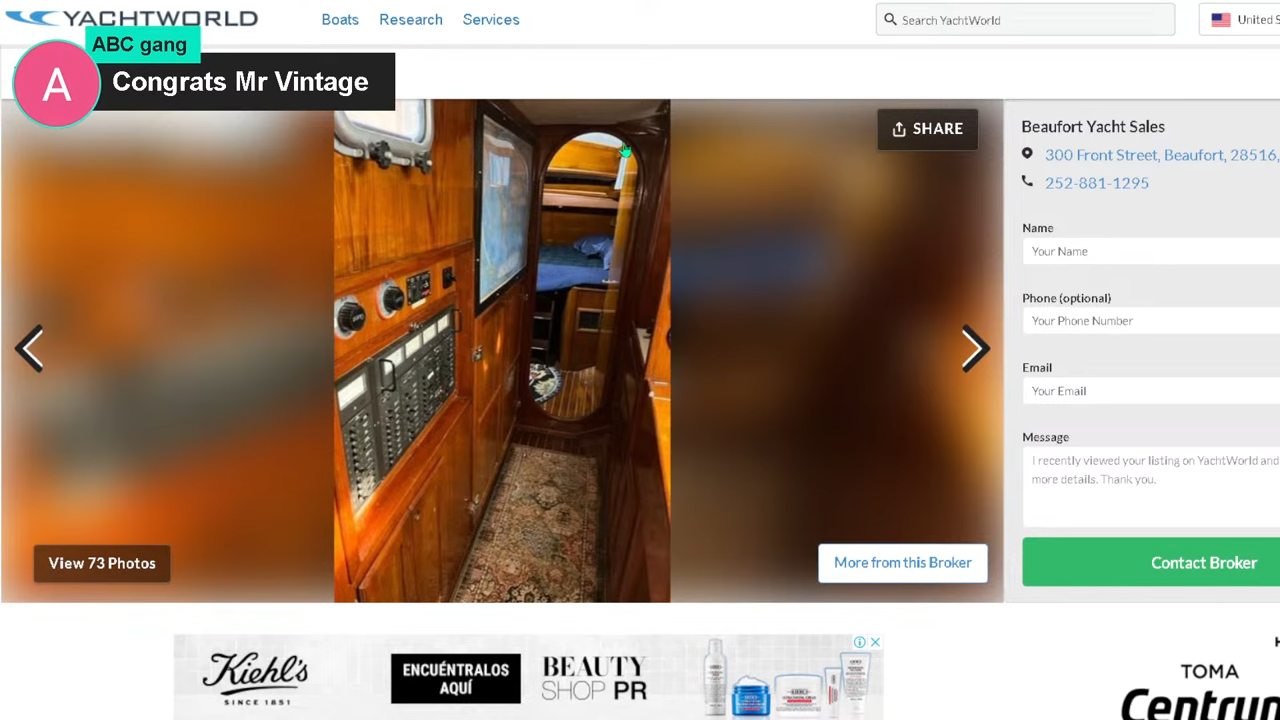 YACHTWORLD
Boats Research Services
Search YachtWorld
United S
ABC gang
A
Congrats Mr Vintage
SHARE
Beaufort Yacht Sales
300 Front Street, Beaufort, 28516,
252-881-1295
Name
Your Name
Phone (optional)
Your Phone Number
Email
Your Email
Message
I recently viewed your listing on YachtWorld and
more details. Thank you.
View 73 Photos
More from this Broker
Contact Broker
Kiehl's
SINCE 1851
ENCUÉNTRALOS
AQUÍ
BEAUTY
SHOP PR
TOMA
Centrum